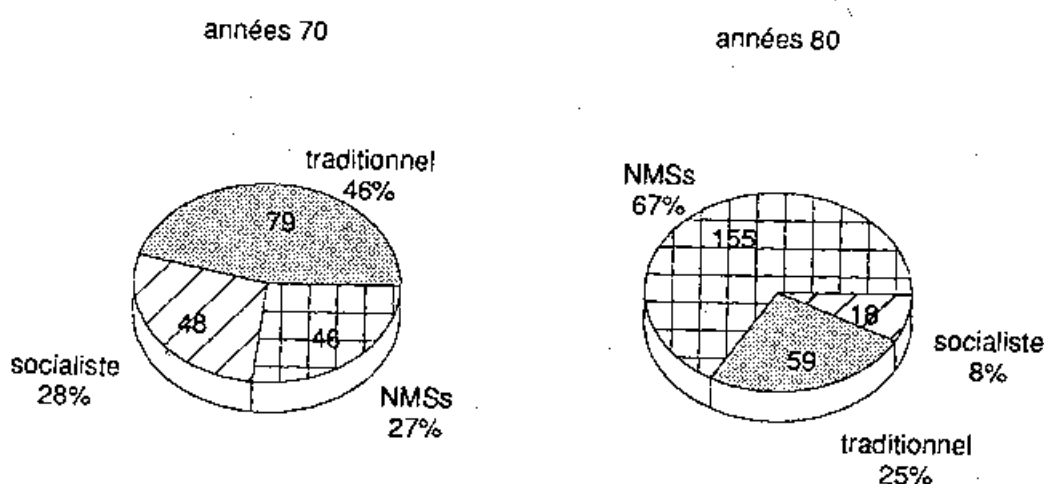 années 70
années 80
traditionnel
46%
79
48
46
socialiste
28%
NMSs
27%
NMSs
67%
155
18
59
socialiste
8%
traditionnel
25%